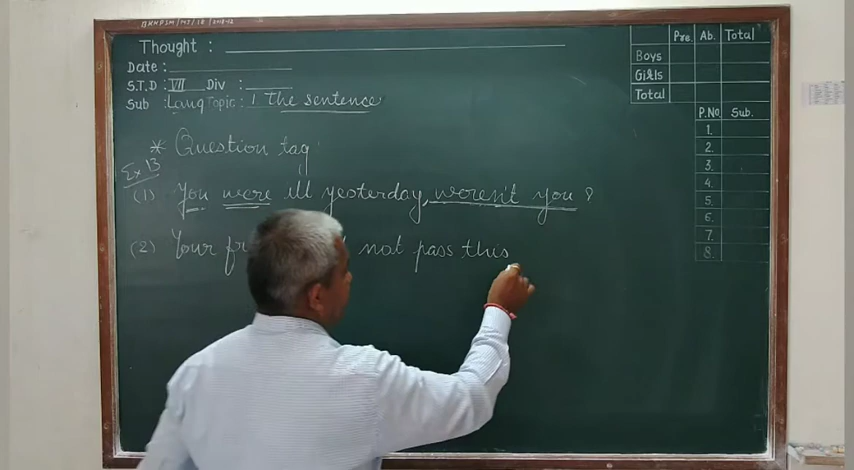 Thought :
Date :
S.T.D : VII Div :
Sub : Lang Topic : 1 The sentence
Pre. Ab. Total
Boys
Girls
Total
P.No. Sub.
1.
2.
3.
4.
5.
6.
7.
8.
* Question tag
Ex 13
(1) You were ill yesterday, weren't you ?
(2) Your not pass this